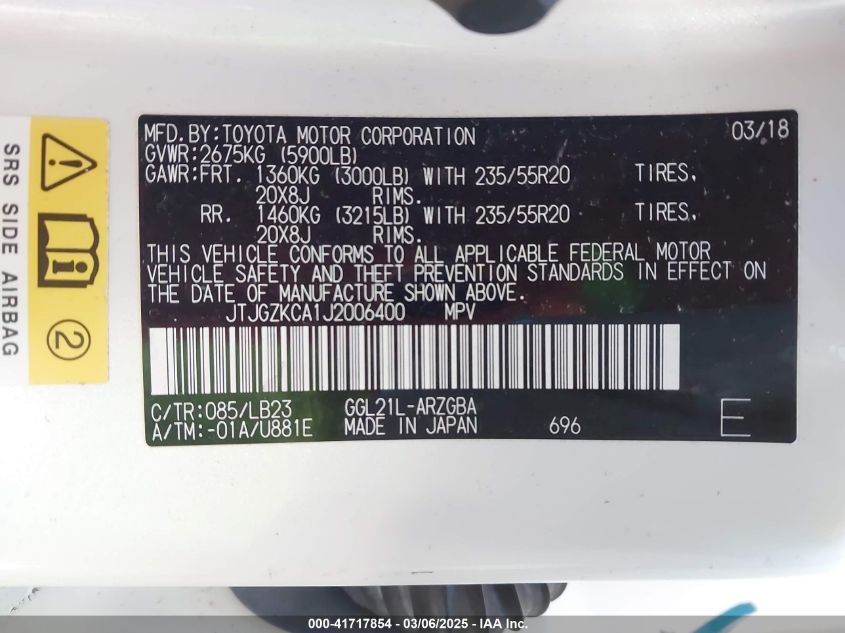 MFD.BY:TOYOTA MOTOR CORPORATION 03/18
GVWR:2675KG (5900LB)
GAWR:FRT. 1360KG (3000LB) WITH 235/55R20 TIRES,
20X8J RIMS.
RR. 1460KG (3215LB) WITH 235/55R20 TIRES,
20X8J RIMS.
THIS VEHICLE CONFORMS TO ALL APPLICABLE FEDERAL MOTOR
VEHICLE SAFETY AND THEFT PREVENTION STANDARDS IN EFFECT ON
THE DATE OF MANUFACTURE SHOWN ABOVE.
JTJGZKCA1J2006400 MPV
C/TR:085/LB23 GGL21L-ARZGBA
A/TM:-01A/U881E MADE IN JAPAN 696 E
SRS SIDE AIRBAG
2
000-41717854 - 03/06/2025 - IAA Inc.